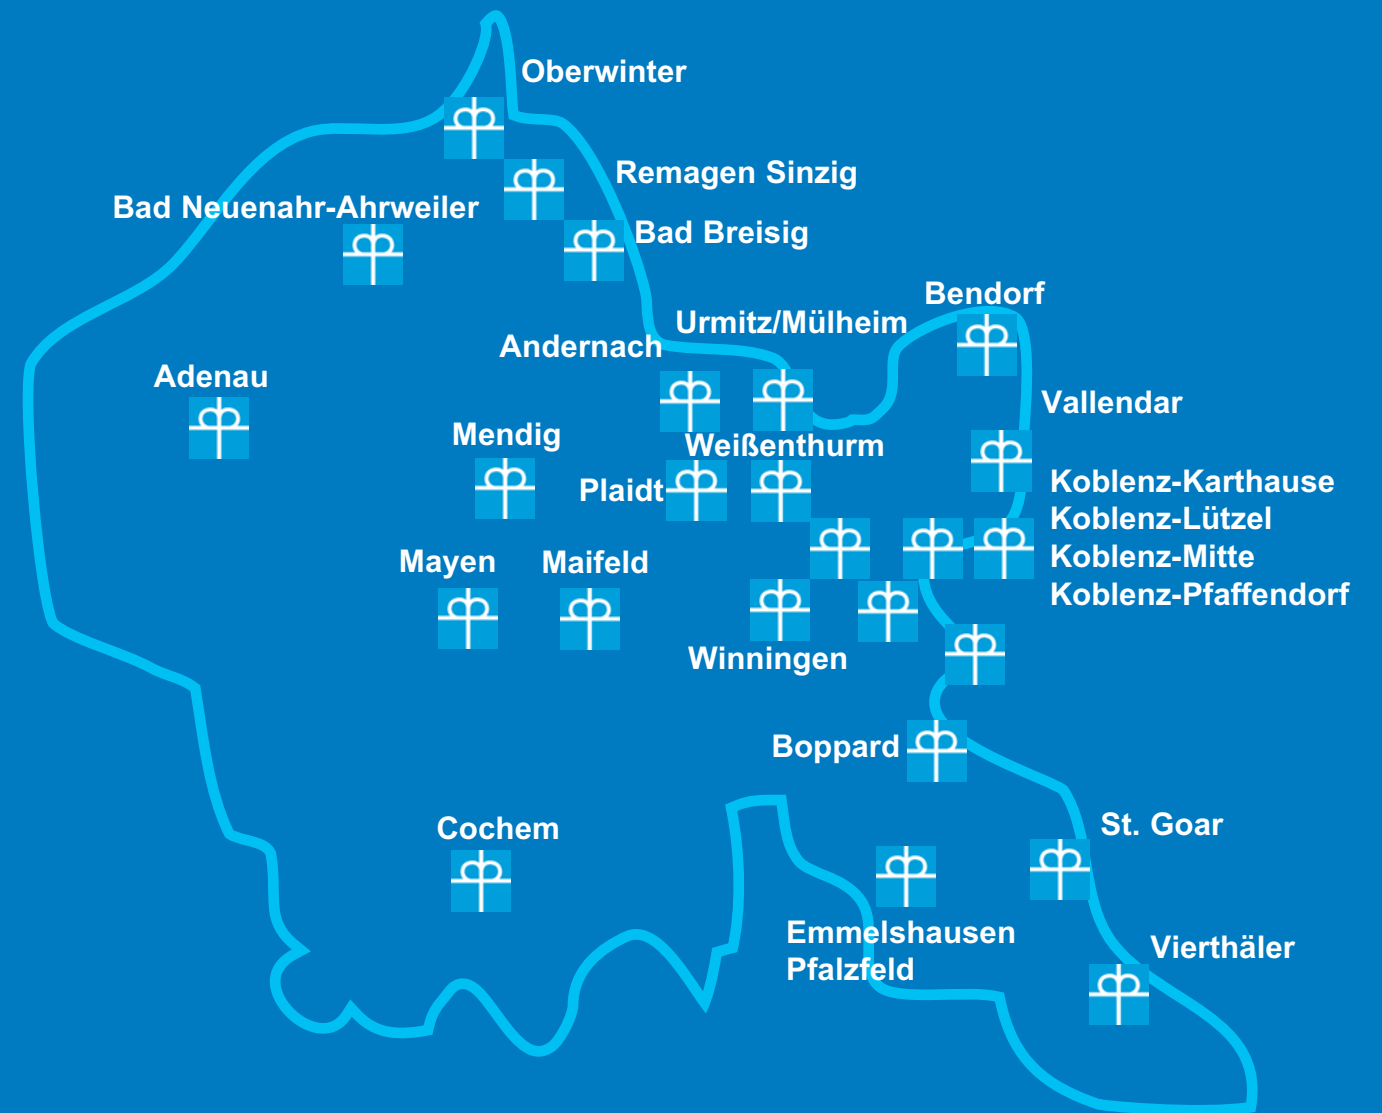 Oberwinter
Remagen Sinzig
Bad Neuenahr-Ahrweiler
Bad Breisig
Bendorf
Urmitz/Mülheim
Andernach
Adenau
Vallendar
Mendig
Weißenthurm
Plaidt
Koblenz-Karthause
Koblenz-Lützel
Koblenz-Mitte
Koblenz-Pfaffendorf
Mayen
Maifeld
Winningen
Boppard
Cochem
St. Goar
Emmelshausen
Pfalzfeld
Vierthäler